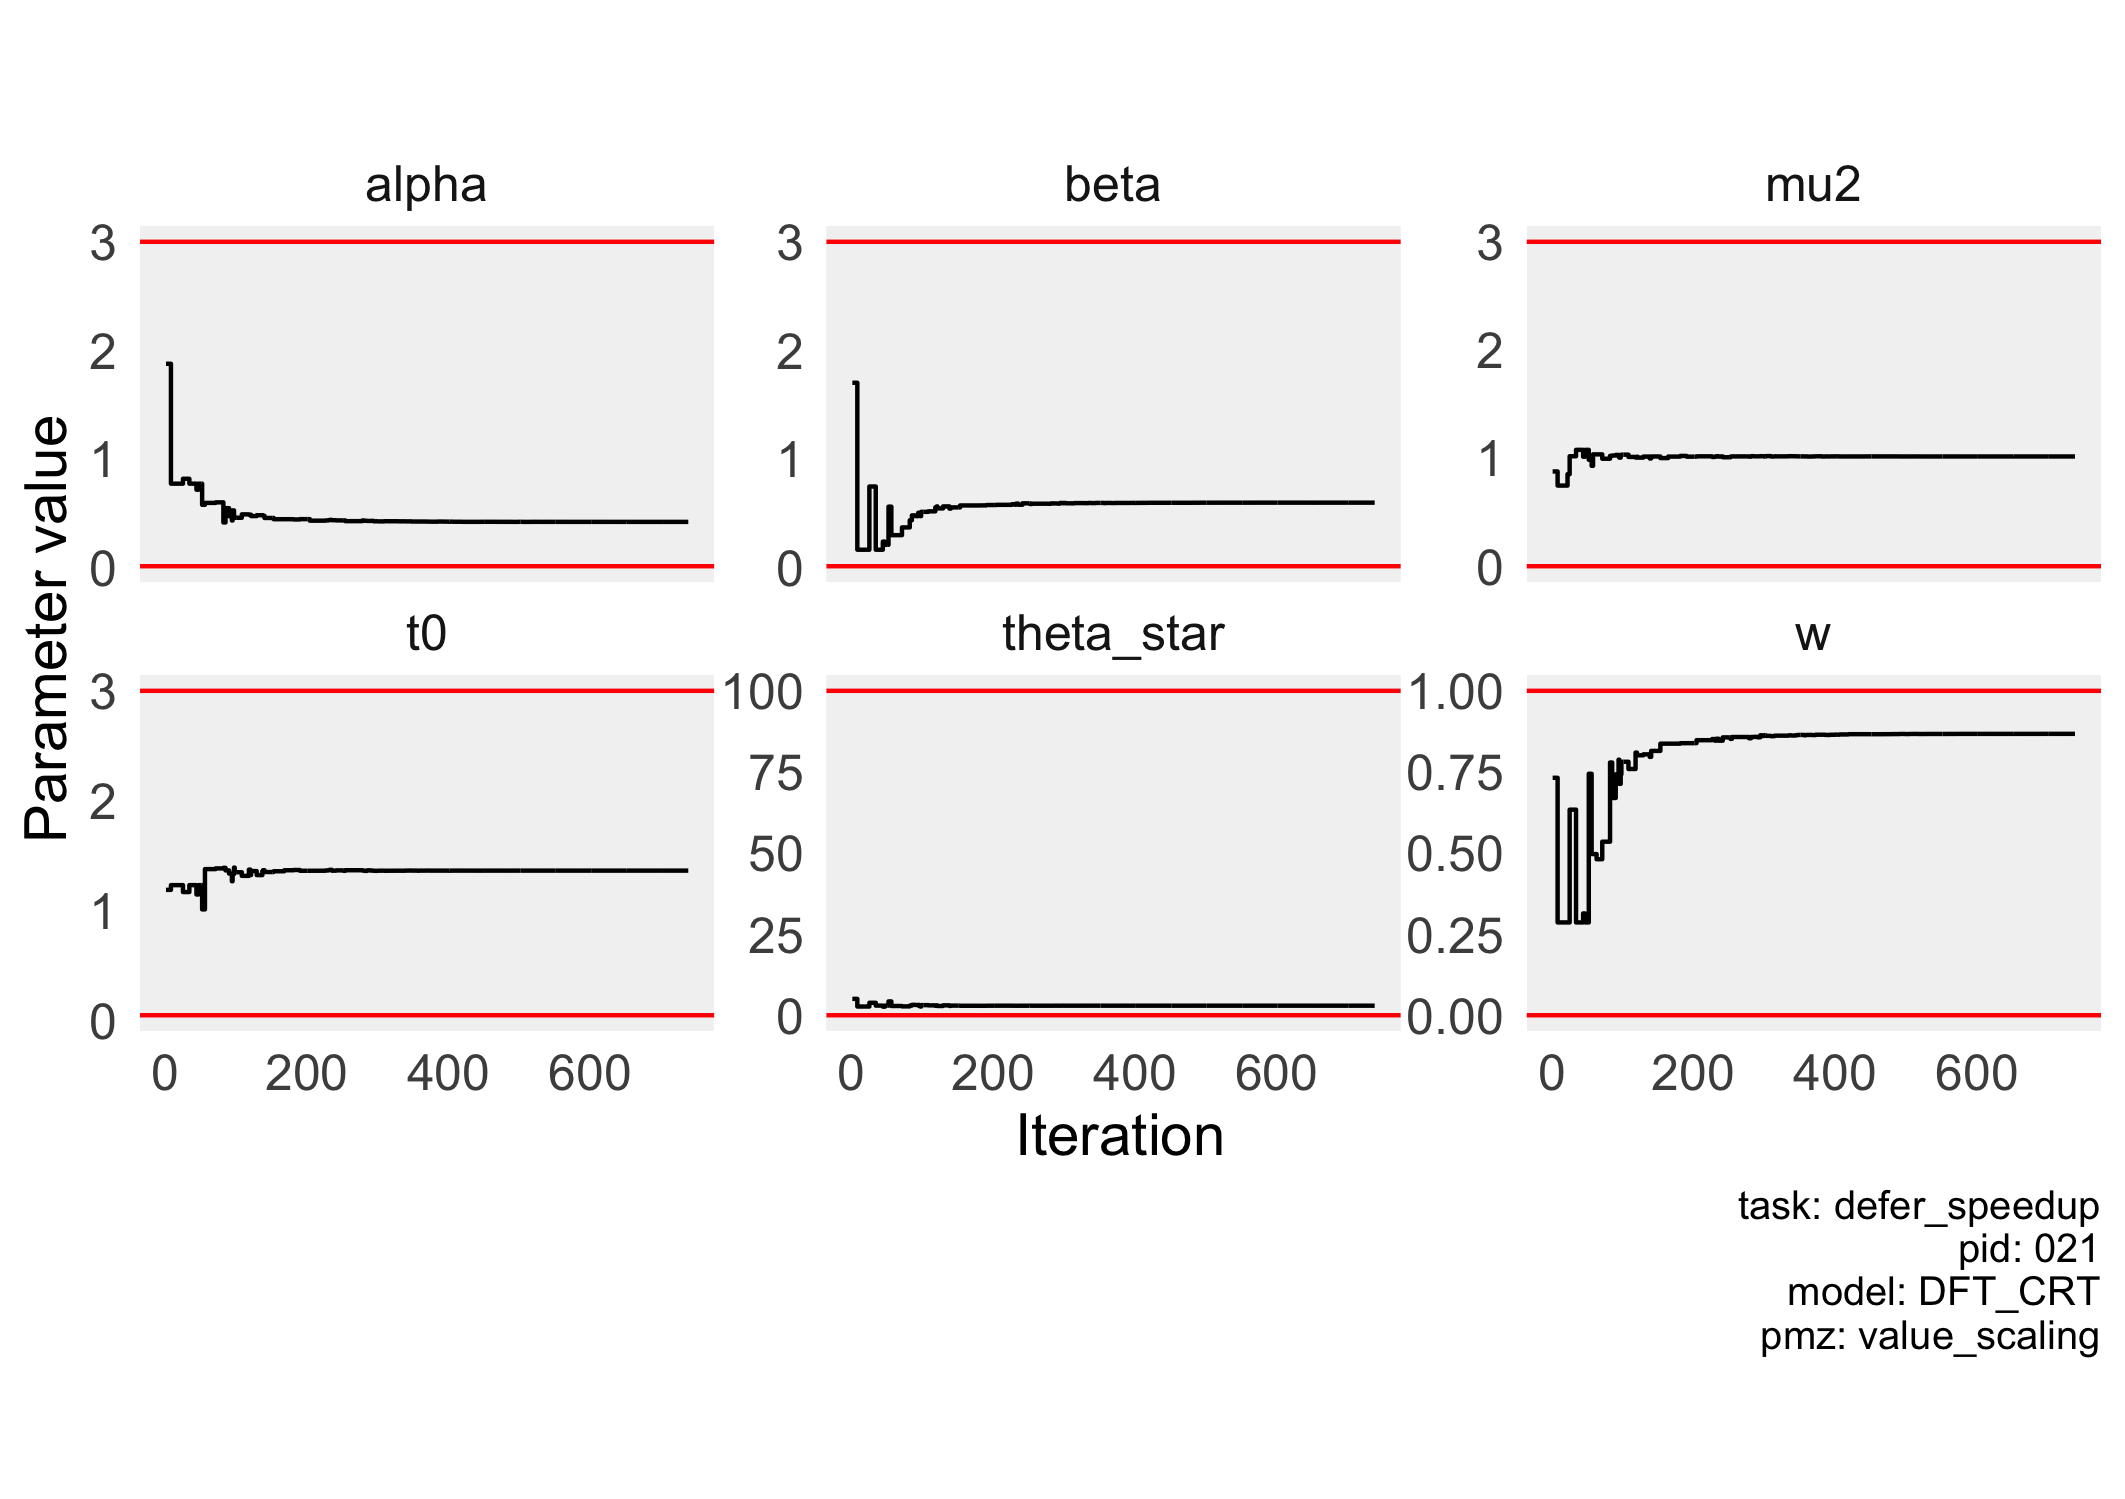 alpha
beta
mu2
3
2
1
0
3
2
1
0
3
2
1
0
t0
theta_star
w
3
2
1
0
100
75
50
25
0
1.00
0.75
0.50
0.25
0.00
0 200 400 600
0 200 400 600
0 200 400 600
Parameter value
Iteration
task: defer_speedup
pid: 021
model: DFT_CRT
pmz: value_scaling